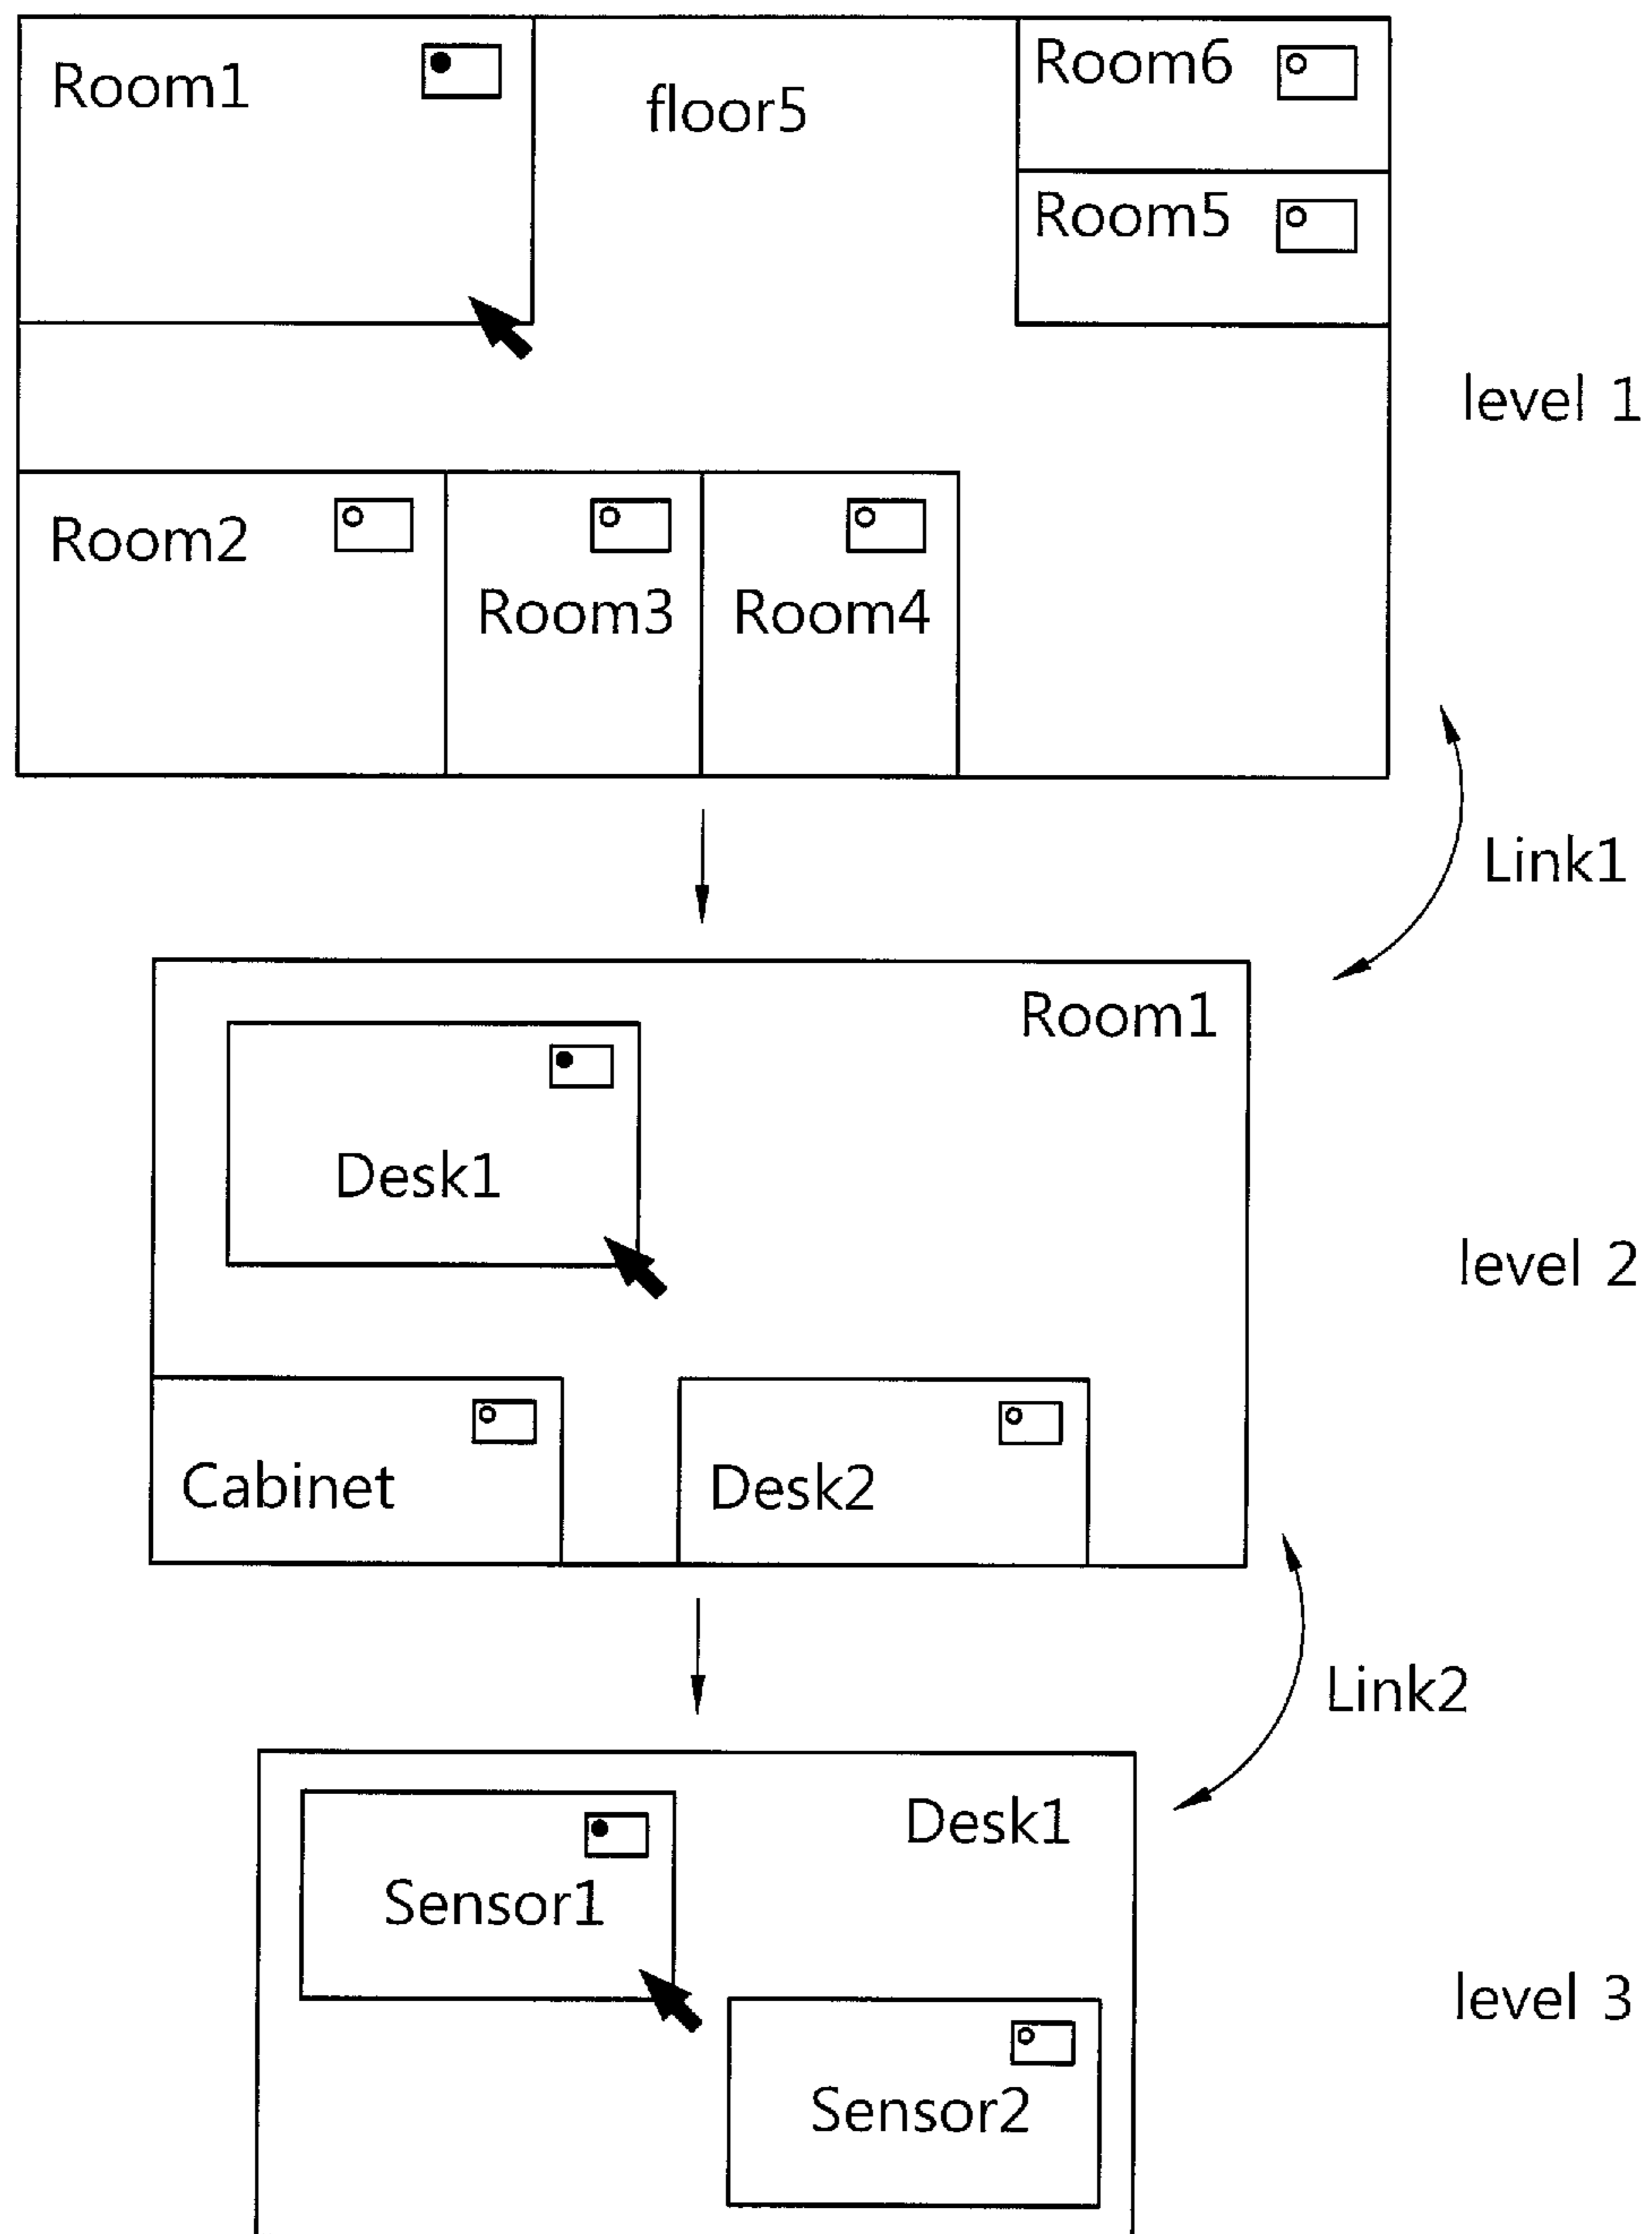 Room1
floor5
Room6
Room5
level 1
Room2
Room3
Room4
Link1
Room1
Desk1
level 2
Cabinet
Desk2
Link2
Desk1
Sensor1
level 3
Sensor2